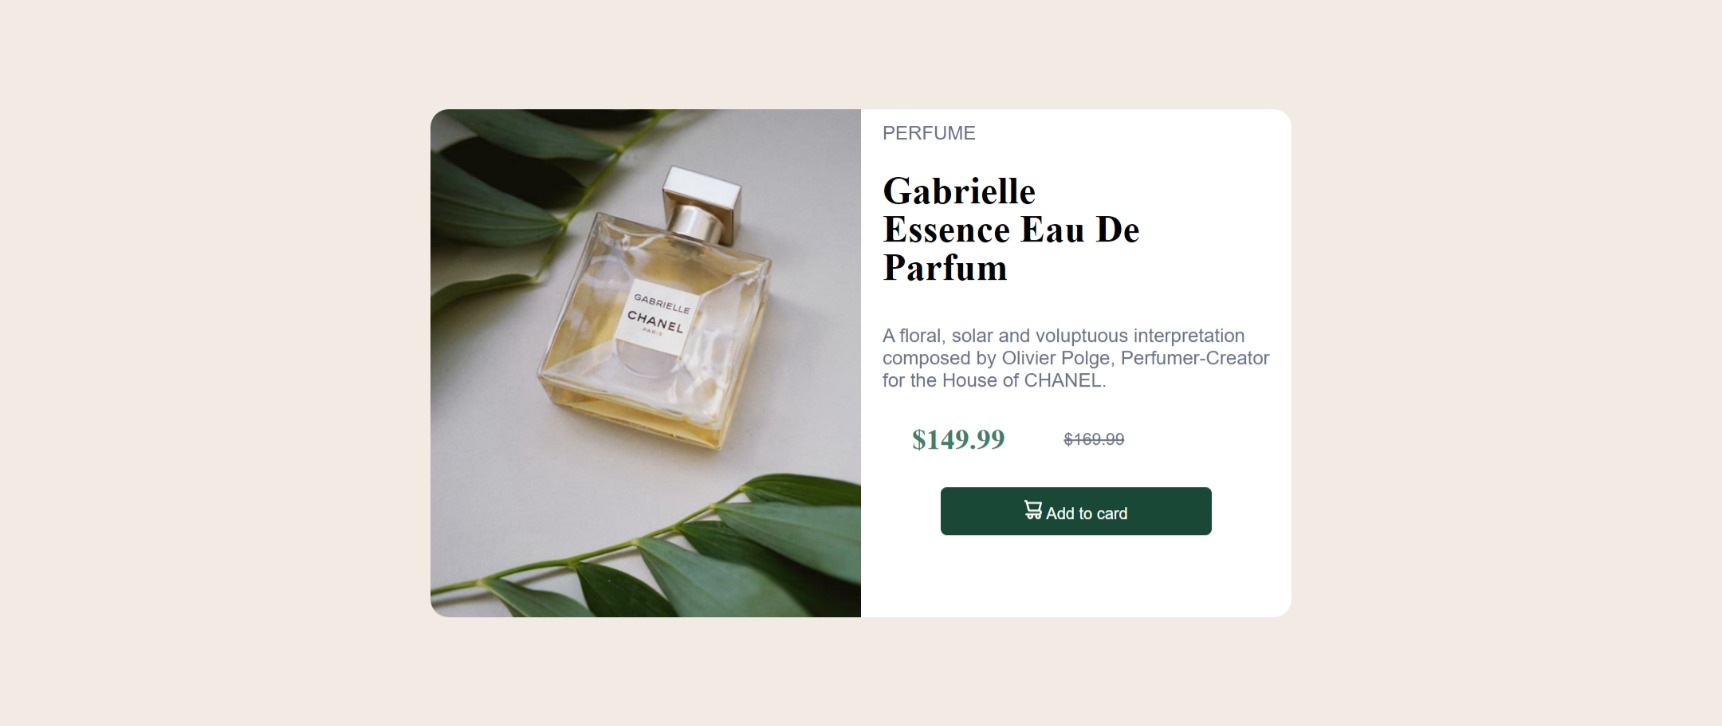 GABRIELLE
CHANEL
PARIS
PERFUME
Gabrielle
Essence Eau De
Parfum
A floral, solar and voluptuous interpretation
composed by Olivier Polge, Perfumer-Creator
for the House of CHANEL.
$149.99 $169.99
Add to card